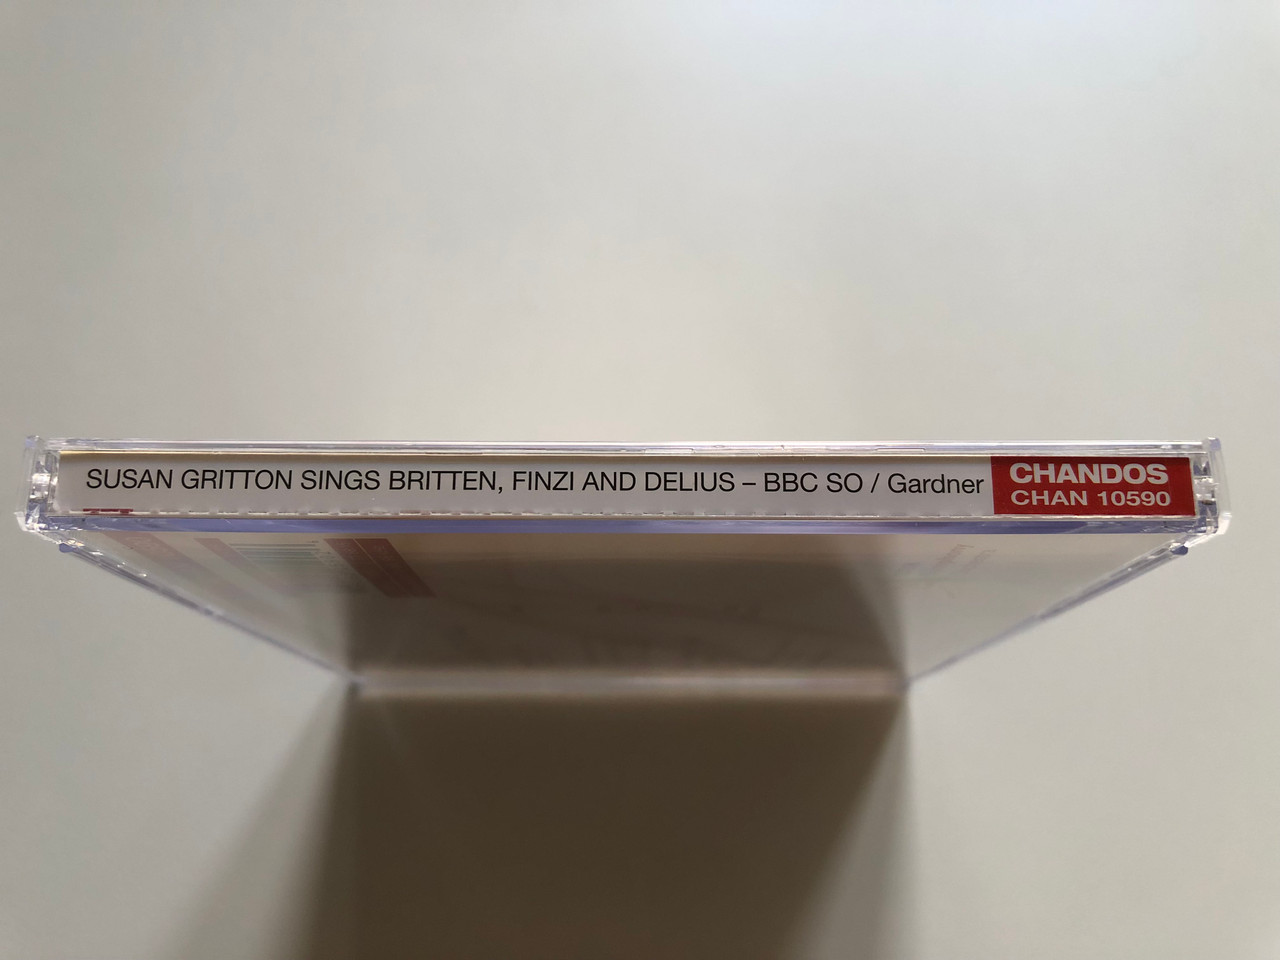 SUSAN GRITTON SINGS BRITTEN, FINZI AND DELIUS – BBC SO / Gardner
CHANDOS
CHAN 10590